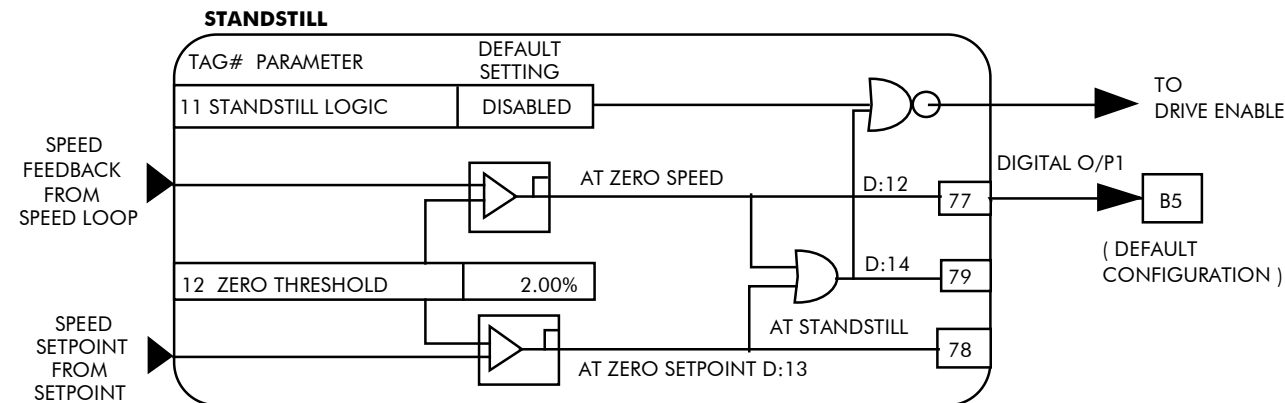 STANDSTILL
TAG#  PARAMETER
DEFAULT
SETTING
11 STANDSTILL LOGIC
DISABLED
TO
DRIVE ENABLE
SPEED
FEEDBACK
FROM
SPEED LOOP
AT ZERO SPEED
D:12
77
DIGITAL O/P1
B5
( DEFAULT
CONFIGURATION )
12  ZERO THRESHOLD
2.00%
D:14
79
SPEED
SETPOINT
FROM
SETPOINT
AT STANDSTILL
78
AT ZERO SETPOINT D:13